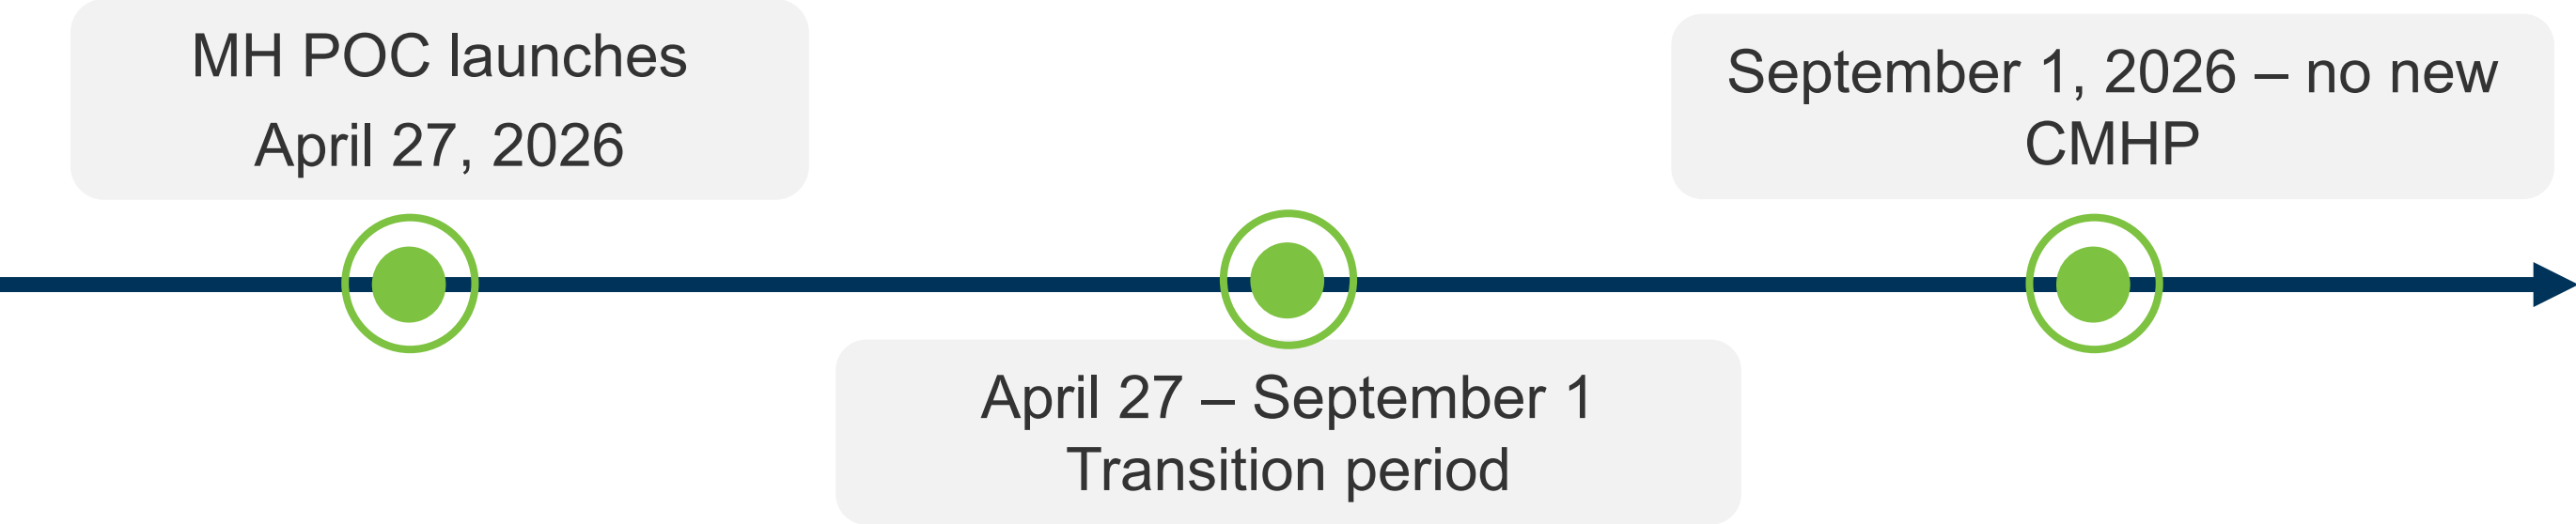 MH POC launches
April 27, 2026
April 27 – September 1
Transition period
September 1, 2026 – no new
CMHP